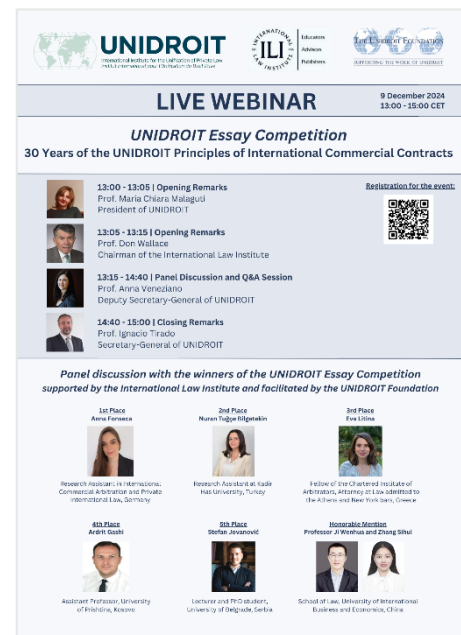 UNIDROIT
International Institute for the Unification of Private Law
Institut international pour l'unification du droit privé
INTERNATIONAL LAW INSTITUTE
ILI
Educators
Advisors
Publishers
The UNIDROIT Foundation
SUPPORTING THE WORK OF UNIDROIT
LIVE WEBINAR
9 December 2024
13:00 - 15:00 CET
UNIDROIT Essay Competition
30 Years of the UNIDROIT Principles of International Commercial Contracts
Registration for the event:
13:00 - 13:05 | Opening Remarks
Prof. Maria Chiara Malaguti
President of UNIDROIT
13:05 - 13:15 | Opening Remarks
Prof. Don Wallace
Chairman of the International Law Institute
13:15 - 14:40 | Panel Discussion and Q&A Session
Prof. Anna Veneziano
Deputy Secretary-General of UNIDROIT
14:40 - 15:00 | Closing Remarks
Prof. Ignacio Tirado
Secretary-General of UNIDROIT
Panel discussion with the winners of the UNIDROIT Essay Competition
supported by the International Law Institute and facilitated by the UNIDROIT Foundation
1st Place
Anna Fonseca
Research Assistant in International
Commercial Arbitration and Private
International Law, Germany
2nd Place
Nuran Tuğçe Bilgetekin
Research Assistant at Kadir
Has University, Turkey
3rd Place
Eva Litina
Fellow of the Chartered Institute of
Arbitrators, Attorney at Law admitted to
the Athens and New York bars, Greece
4th Place
Ardrit Gashi
Assistant Professor, University
of Prishtina, Kosovo
5th Place
Stefan Jovanović
Lecturer and PhD student,
University of Belgrade, Serbia
Honorable Mention
Professor Ji Wenhua and Zhang Sihui
School of Law, University of International
Business and Economics, China